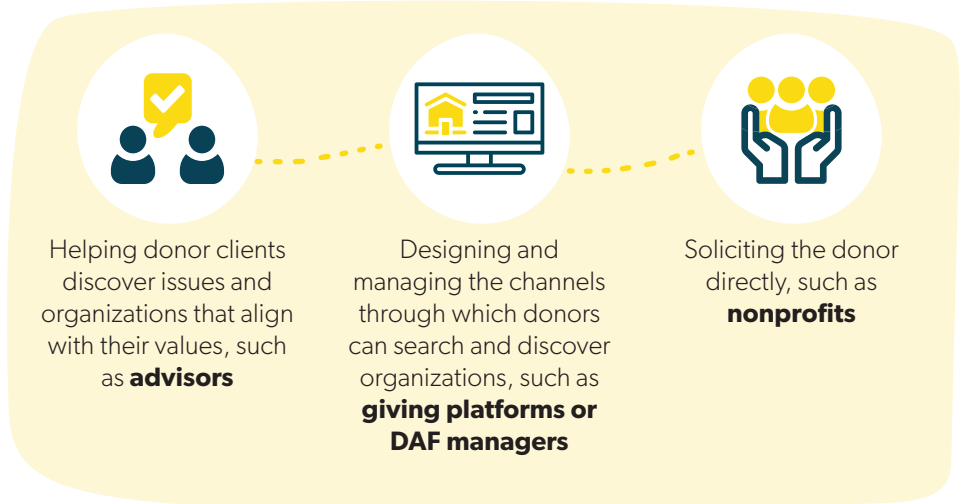 Helping donor clients
discover issues and
organizations that align
with their values, such
as advisors
Designing and
managing the channels
through which donors
can search and discover
organizations, such as
giving platforms or
DAF managers
Soliciting the donor
directly, such as
nonprofits